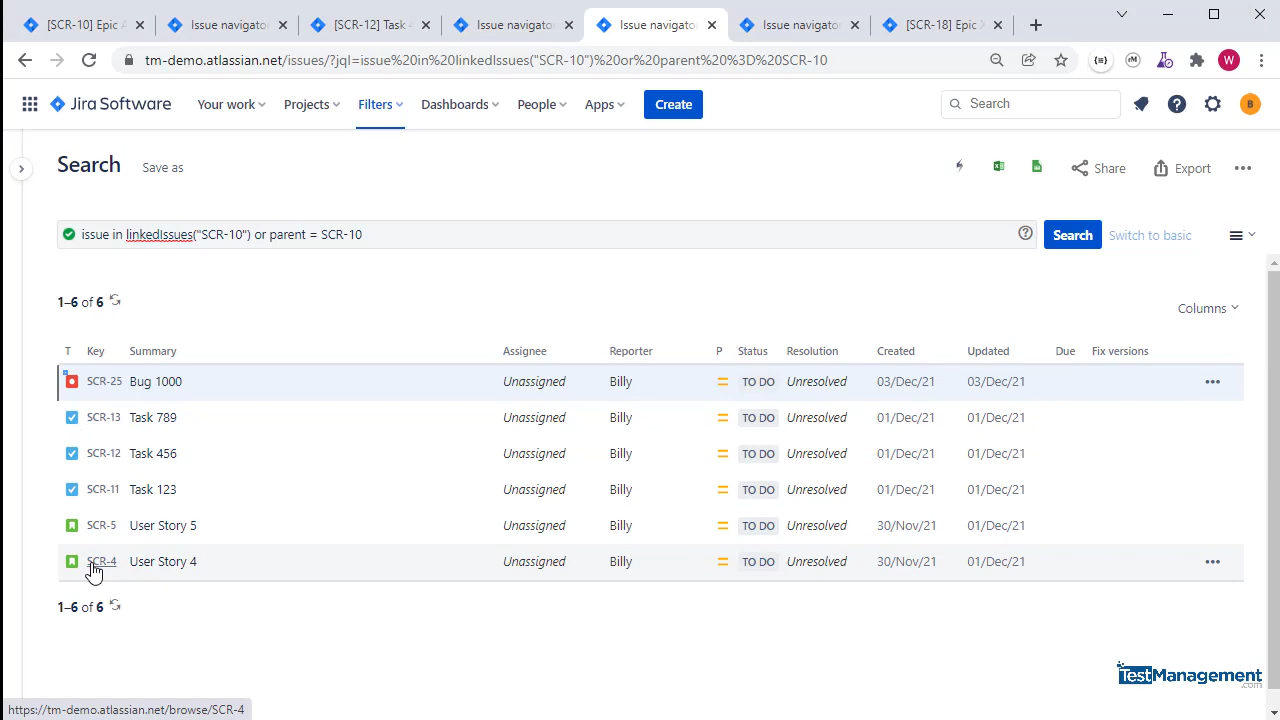 [SCR-10] Epic A
Issue navigato
[SCR-12] Task 4
Issue navigato
Issue navigato
Issue navigato
[SCR-18] Epic X
tm-demo.atlassian.net/issues/?jql=issue%20in%20linkedIssues("SCR-10")%20or%20parent%20%3D%20SCR-10
W
Jira Software
Your work
Projects
Filters
Dashboards
People
Apps
Create
Search
B
Search
Save as
Share
Export
issue in linkedIssues("SCR-10") or parent = SCR-10
Search
Switch to basic
1–6 of 6
Columns
T Key Summary Assignee Reporter P Status Resolution Created Updated Due Fix versions
SCR-25 Bug 1000 Unassigned Billy TO DO Unresolved 03/Dec/21 03/Dec/21
SCR-13 Task 789 Unassigned Billy TO DO Unresolved 01/Dec/21 01/Dec/21
SCR-12 Task 456 Unassigned Billy TO DO Unresolved 01/Dec/21 01/Dec/21
SCR-11 Task 123 Unassigned Billy TO DO Unresolved 01/Dec/21 01/Dec/21
SCR-5 User Story 5 Unassigned Billy TO DO Unresolved 30/Nov/21 01/Dec/21
SCR-4 User Story 4 Unassigned Billy TO DO Unresolved 30/Nov/21 01/Dec/21
1–6 of 6
TestManagement
.com
https://tm-demo.atlassian.net/browse/SCR-4